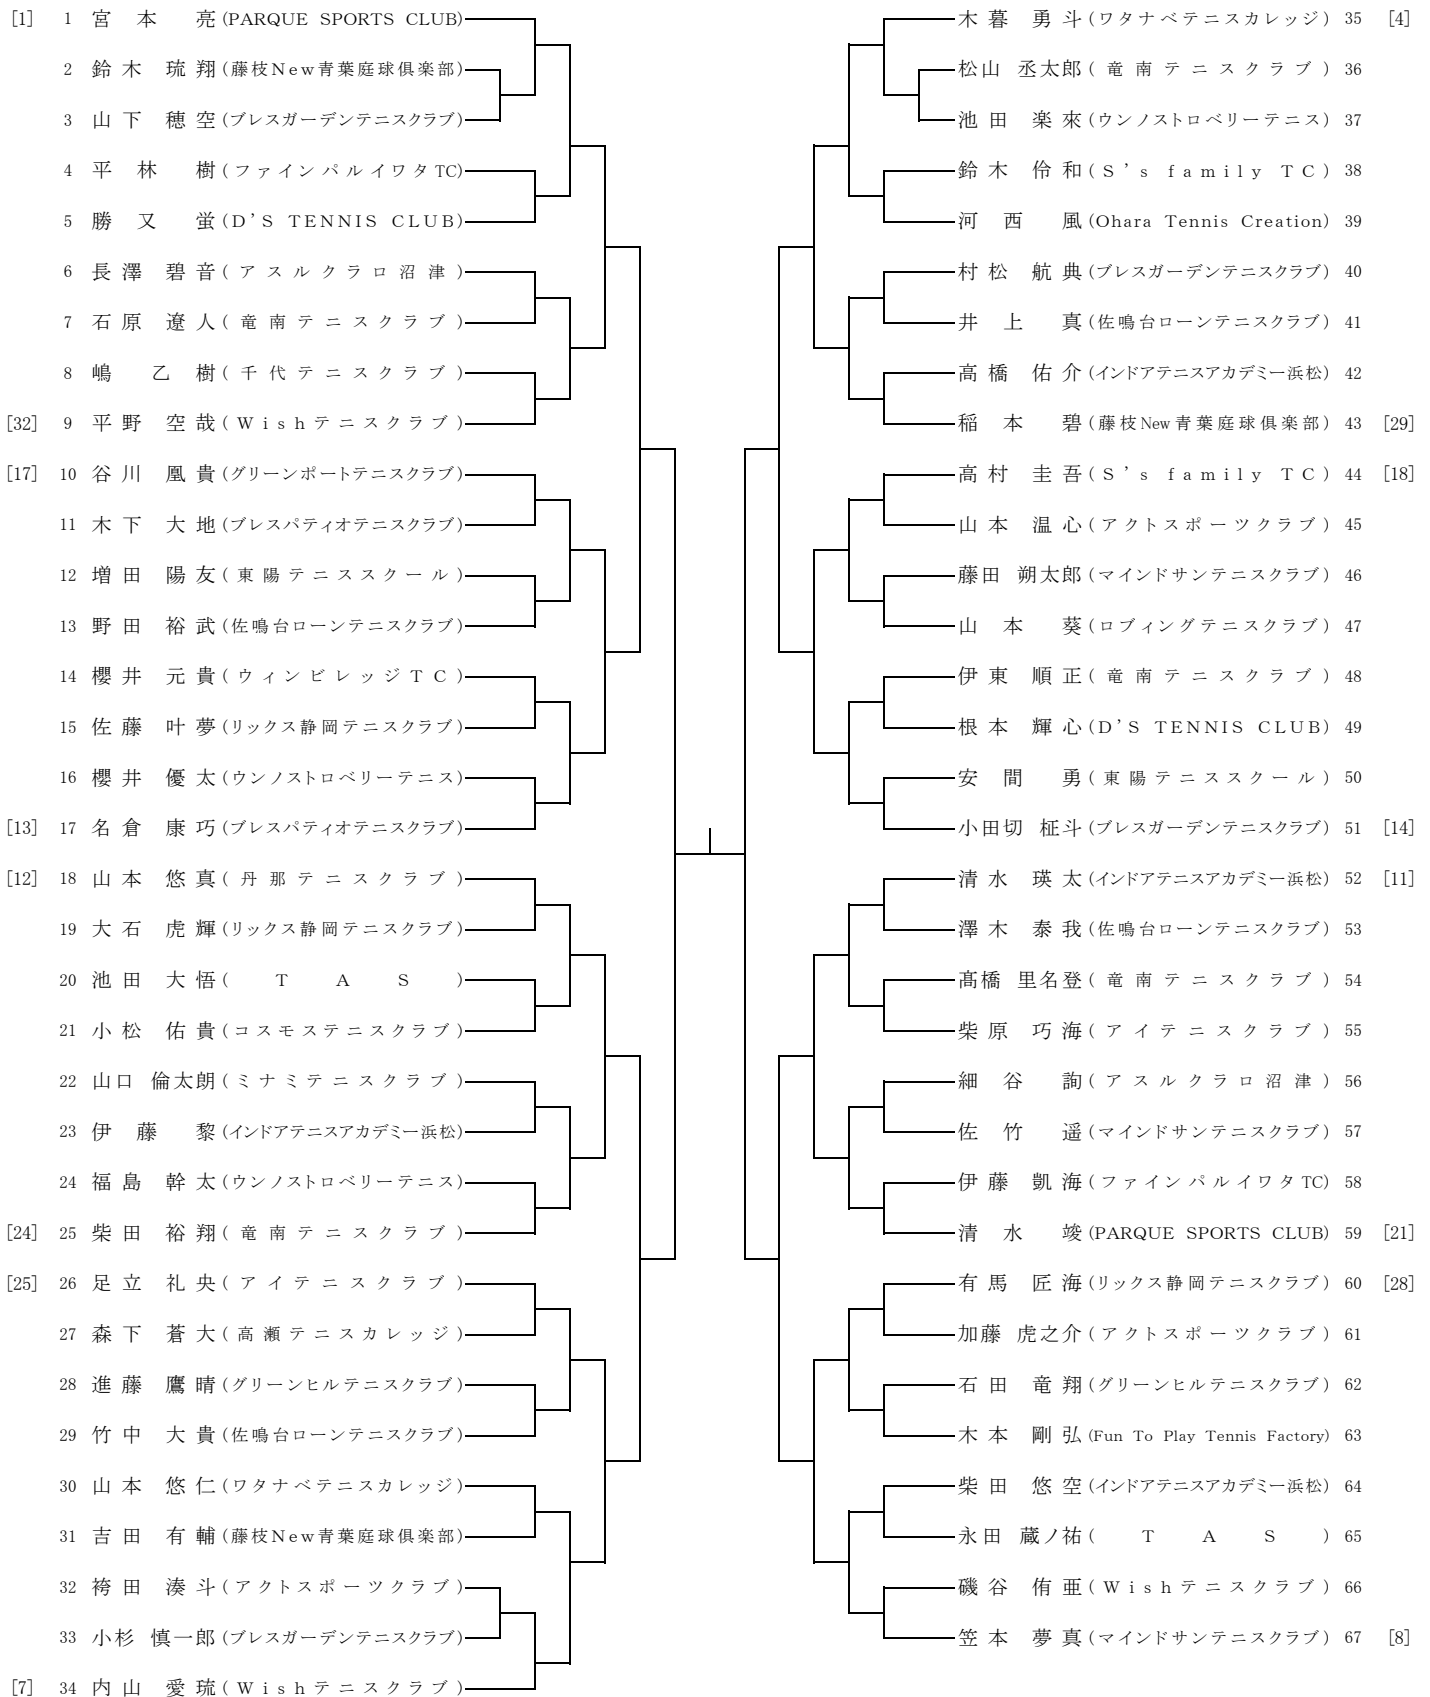 [1] 1 宮本 亮 (PARQUE SPORTS CLUB)
2 鈴木 琉翔 (藤枝New青葉庭球倶楽部)
3 山下 穂空 (ブレスガーデンテニスクラブ)
4 平林 樹 (ファインパルイワタTC)
5 勝又 蛍 (D'S TENNIS CLUB)
6 長澤 碧音 (アスルクラロ沼津)
7 石原 遼人 (竜南テニスクラブ)
8 嶋 乙樹 (千代テニスクラブ)
[32] 9 平野 空哉 (Wishテニスクラブ)
[17] 10 谷川 凰貴 (グリーンポートテニスクラブ)
11 木下 大地 (ブレスパティオテニスクラブ)
12 増田 陽友 (東陽テニススクール)
13 野田 裕武 (佐鳴台ローンテニスクラブ)
14 櫻井 元貴 (ウィンビレッジTC)
15 佐藤 叶夢 (リックス静岡テニスクラブ)
16 櫻井 優太 (ウンノストロベリーテニス)
[13] 17 名倉 康巧 (ブレスパティオテニスクラブ)
[12] 18 山本 悠真 (丹那テニスクラブ)
19 大石 虎輝 (リックス静岡テニスクラブ)
20 池田 大悟 (TAS)
21 小松 佑貴 (コスモステニスクラブ)
22 山口 倫太朗 (ミナミテニスクラブ)
23 伊藤 黎 (インドアテニスアカデミー浜松)
24 福島 幹太 (ウンノストロベリーテニス)
[24] 25 柴田 裕翔 (竜南テニスクラブ)
[25] 26 足立 礼央 (アイテニスクラブ)
27 森下 蒼大 (高瀬テニスカレッジ)
28 進藤 鷹晴 (グリーンヒルテニスクラブ)
29 竹中 大貴 (佐鳴台ローンテニスクラブ)
30 山本 悠仁 (ワタナベテニスカレッジ)
31 吉田 有輔 (藤枝New青葉庭球倶楽部)
32 袴田 湊斗 (アクトスポーツクラブ)
33 小杉 慎一郎 (ブレスガーデンテニスクラブ)
[7] 34 内山 愛琉 (Wishテニスクラブ)
木暮 勇斗 (ワタナベテニスカレッジ) 35 [4]
松山 丞太郎 (竜南テニスクラブ) 36
池田 楽來 (ウンノストロベリーテニス) 37
鈴木 伶和 (S's family TC) 38
河西 風 (Ohara Tennis Creation) 39
村松 航典 (ブレスガーデンテニスクラブ) 40
井上 真 (佐鳴台ローンテニスクラブ) 41
高橋 佑介 (インドアテニスアカデミー浜松) 42
稲本 碧 (藤枝New青葉庭球倶楽部) 43 [29]
高村 圭吾 (S's family TC) 44 [18]
山本 温心 (アクトスポーツクラブ) 45
藤田 朔太郎 (マインドサンテニスクラブ) 46
山本 葵 (ロブィングテニスクラブ) 47
伊東 順正 (竜南テニスクラブ) 48
根本 輝心 (D'S TENNIS CLUB) 49
安間 勇 (東陽テニススクール) 50
小田切 柾斗 (ブレスガーデンテニスクラブ) 51 [14]
清水 瑛太 (インドアテニスアカデミー浜松) 52 [11]
澤木 泰我 (佐鳴台ローンテニスクラブ) 53
髙橋 里名登 (竜南テニスクラブ) 54
柴原 巧海 (アイテニスクラブ) 55
細谷 詢 (アスルクラロ沼津) 56
佐竹 遥 (マインドサンテニスクラブ) 57
伊藤 凱海 (ファインパルイワタTC) 58
清水 竣 (PARQUE SPORTS CLUB) 59 [21]
有馬 匠海 (リックス静岡テニスクラブ) 60 [28]
加藤 虎之介 (アクトスポーツクラブ) 61
石田 竜翔 (グリーンヒルテニスクラブ) 62
木本 剛弘 (Fun To Play Tennis Factory) 63
柴田 悠空 (インドアテニスアカデミー浜松) 64
永田 蔵ノ祐 (TAS) 65
磯谷 侑亜 (Wishテニスクラブ) 66
笠本 夢真 (マインドサンテニスクラブ) 67 [8]